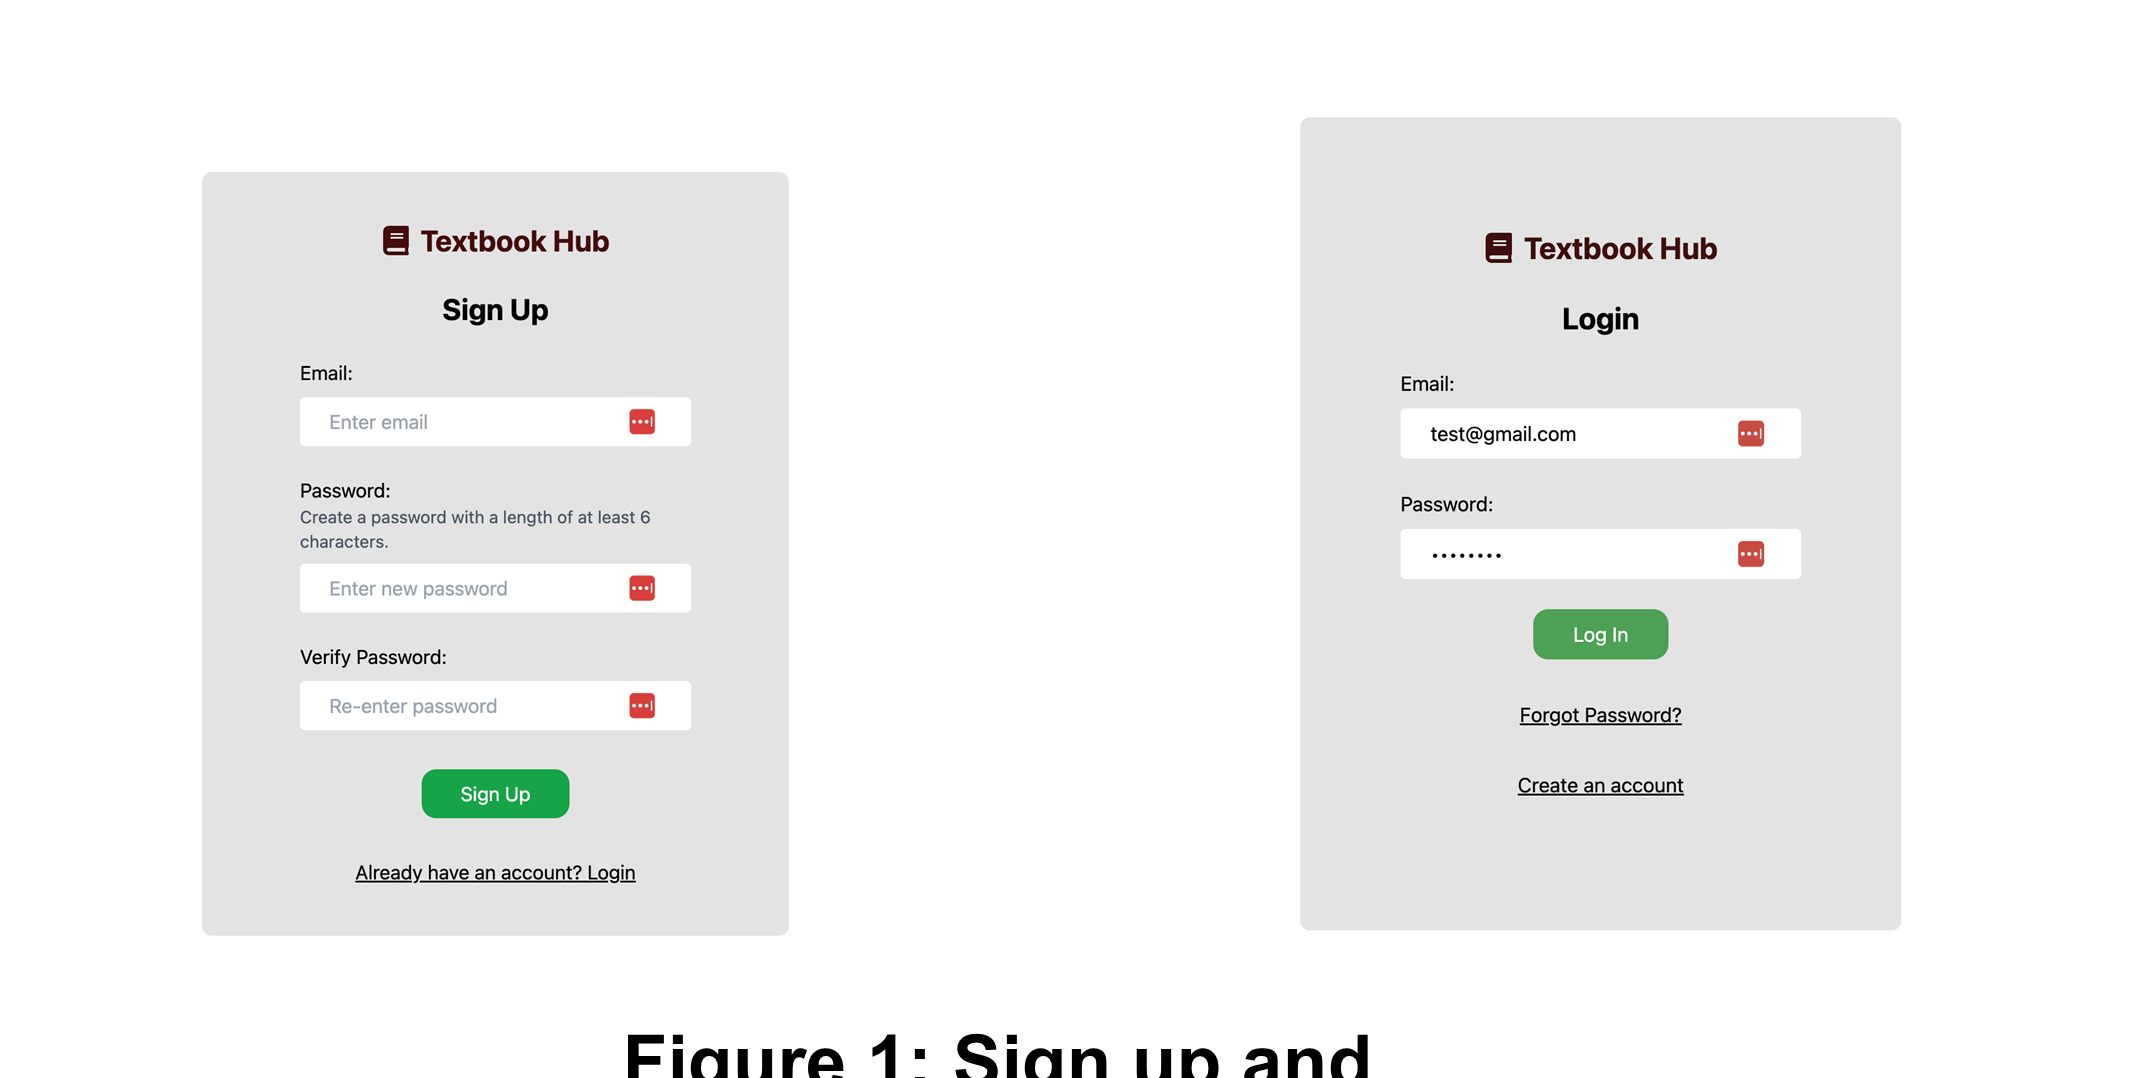 Textbook Hub
Sign Up
Email:
Enter email
Password:
Create a password with a length of at least 6
characters.
Enter new password
Verify Password:
Re-enter password
Sign Up
Already have an account? Login
Textbook Hub
Login
Email:
test@gmail.com
Password:
••••••••
Log In
Forgot Password?
Create an account
Figure 1: Sign up and